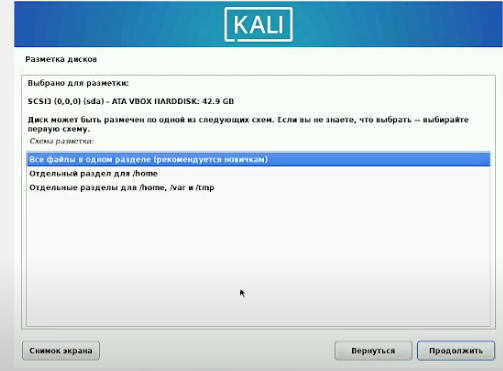 KALI
Разметка дисков
Выбрано для разметки:
SCSI3 (0,0,0) (sda) - ATA VBOX HARDDISK: 42.9 GB
Диск может быть размечен по одной из следующих схем. Если вы не знаете, что выбрать -- выбирайте
первую схему.
Схема разметки:
Все файлы в одном разделе (рекомендуется новичкам)
Отдельный раздел для /home
Отдельные разделы для /home, /var и /tmp
Снимок экрана
Вернуться
Продолжить